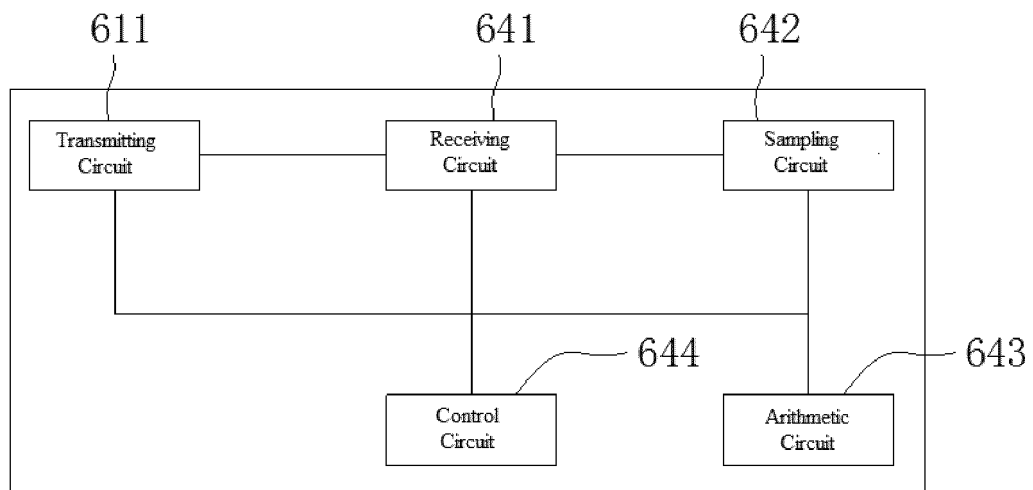 611
641
642
Transmitting
Circuit
Receiving
Circuit
Sampling
Circuit
644
643
Control
Circuit
Arithmetic
Circuit